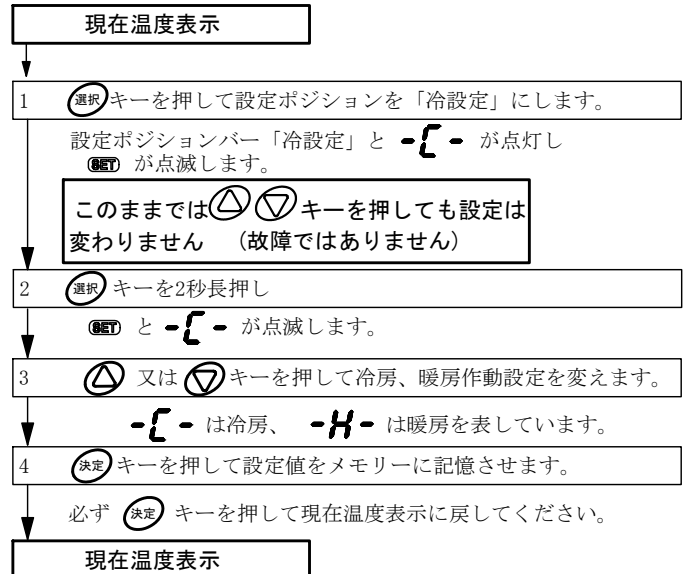 現在温度表示
1 選択キーを押して設定ポジションを「冷設定」にします。
設定ポジションバー「冷設定」と -C- が点灯し
SET が点滅します。
このままでは△▽キーを押しても設定は
変わりません （故障ではありません）
2 選択キーを2秒長押し
SET と -C- が点滅します。
3 △ 又は ▽キーを押して冷房、暖房作動設定を変えます。
-C- は冷房、 -H- は暖房を表しています。
4 決定キーを押して設定値をメモリーに記憶させます。
必ず 決定 キーを押して現在温度表示に戻してください。
現在温度表示